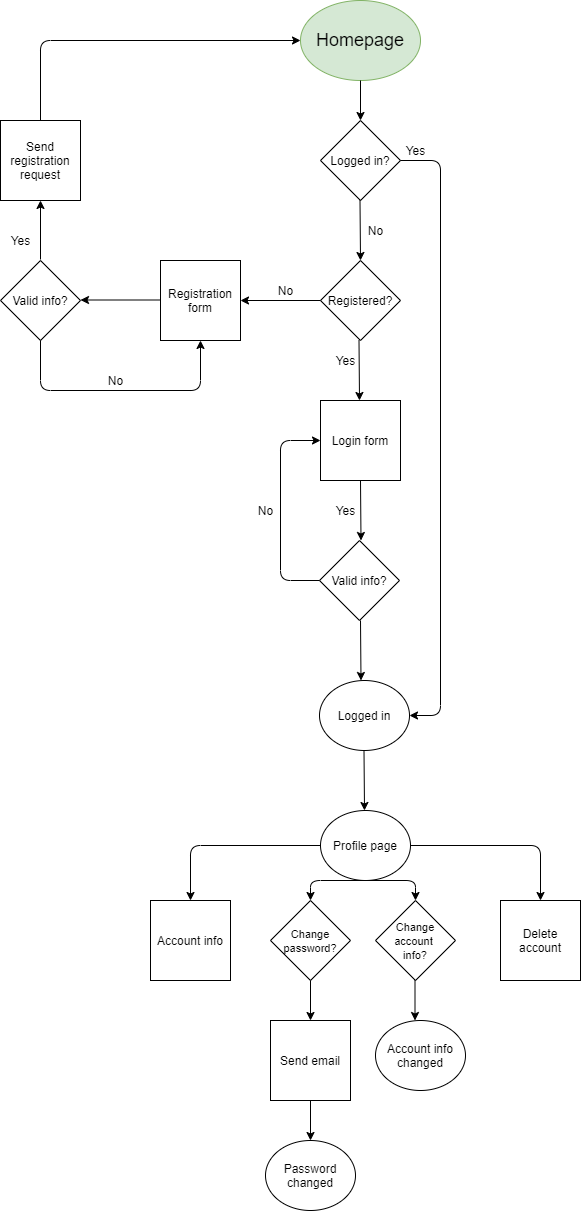 Homepage
Send
registration
request
Logged in?
Yes
No
Yes
Valid info?
Registration
form
No
Registered?
No
Yes
Login form
No
Yes
Valid info?
Logged in
Profile page
Account info
Change
password?
Change
account
info?
Delete
account
Send email
Account info
changed
Password
changed